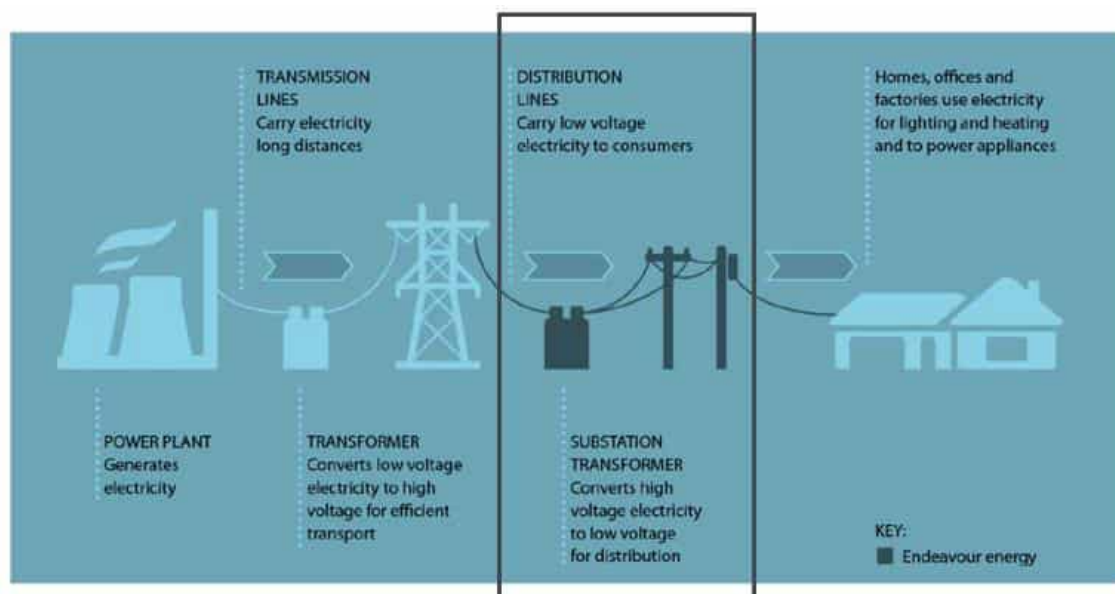 TRANSMISSION
LINES
Carry electricity
long distances
DISTRIBUTION
LINES
Carry low voltage
electricity to consumers
Homes, offices and
factories use electricity
for lighting and heating
and to power appliances
POWER PLANT
Generates
electricity
TRANSFORMER
Converts low voltage
electricity to high
voltage for efficient
transport
SUBSTATION
TRANSFORMER
Converts high
voltage electricity
to low voltage
for distribution
KEY:
Endeavour energy